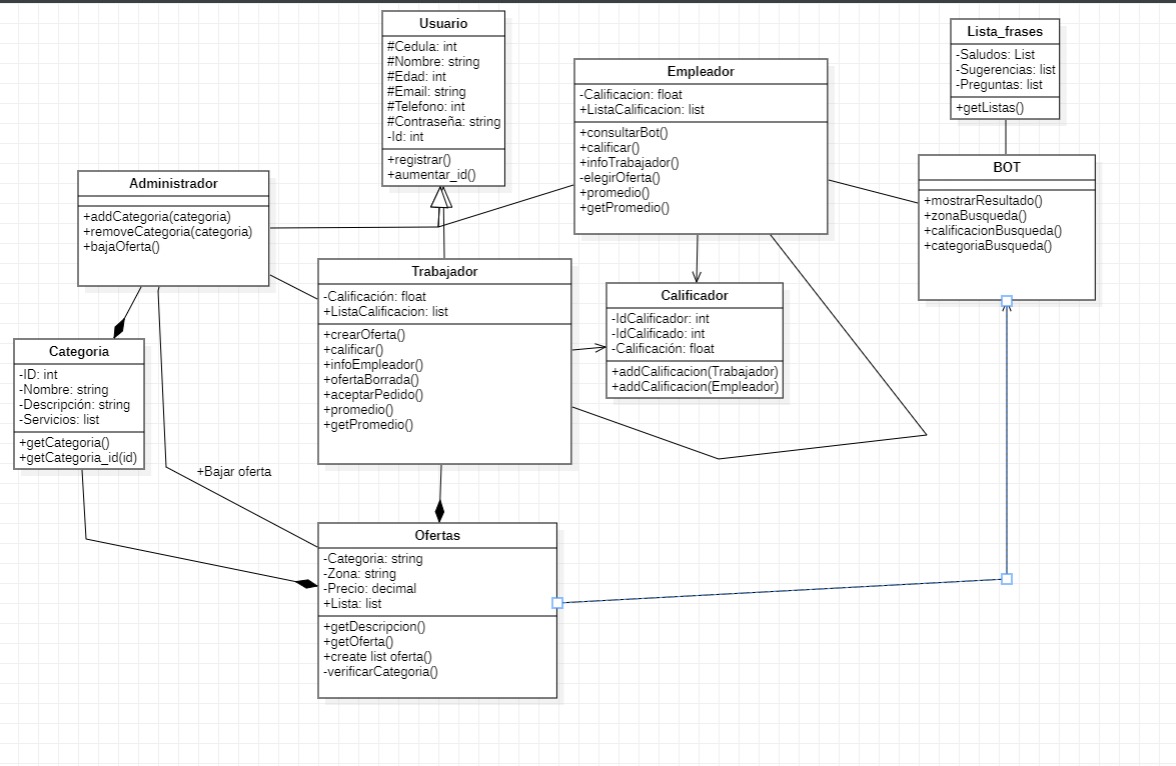 Usuario
#Cedula: int
#Nombre: string
#Edad: int
#Email: string
#Telefono: int
#Contraseña: string
-Id: int
+registrar()
+aumentar_id()
Empleador
-Calificacion: float
+ListaCalificacion: list
+consultarBot()
+calificar()
+infoTrabajador()
-elegirOferta()
+promedio()
+getPromedio()
Lista_frases
-Saludos: List
-Sugerencias: list
-Preguntas: list
+getListas()
BOT
+mostrarResultado()
+zonaBusqueda()
+calificacionBusqueda()
+categoriaBusqueda()
Administrador
+addCategoria(categoria)
+removeCategoria(categoria)
+bajaOferta()
Trabajador
-Calificación: float
+ListaCalificacion: list
+crearOferta()
+calificar()
+infoEmpleador()
+ofertaBorrada()
+aceptarPedido()
+promedio()
+getPromedio()
Calificador
-IdCalificador: int
-IdCalificado: int
-Calificación: float
+addCalificacion(Trabajador)
+addCalificacion(Empleador)
Categoria
-ID: int
-Nombre: string
-Descripción: string
-Servicios: list
+getCategoria()
+getCategoria_id(id)
+Bajar oferta
Ofertas
-Categoria: string
-Zona: string
-Precio: decimal
+Lista: list
+getDescripcion()
+getOferta()
+create list oferta()
-verificarCategoria()